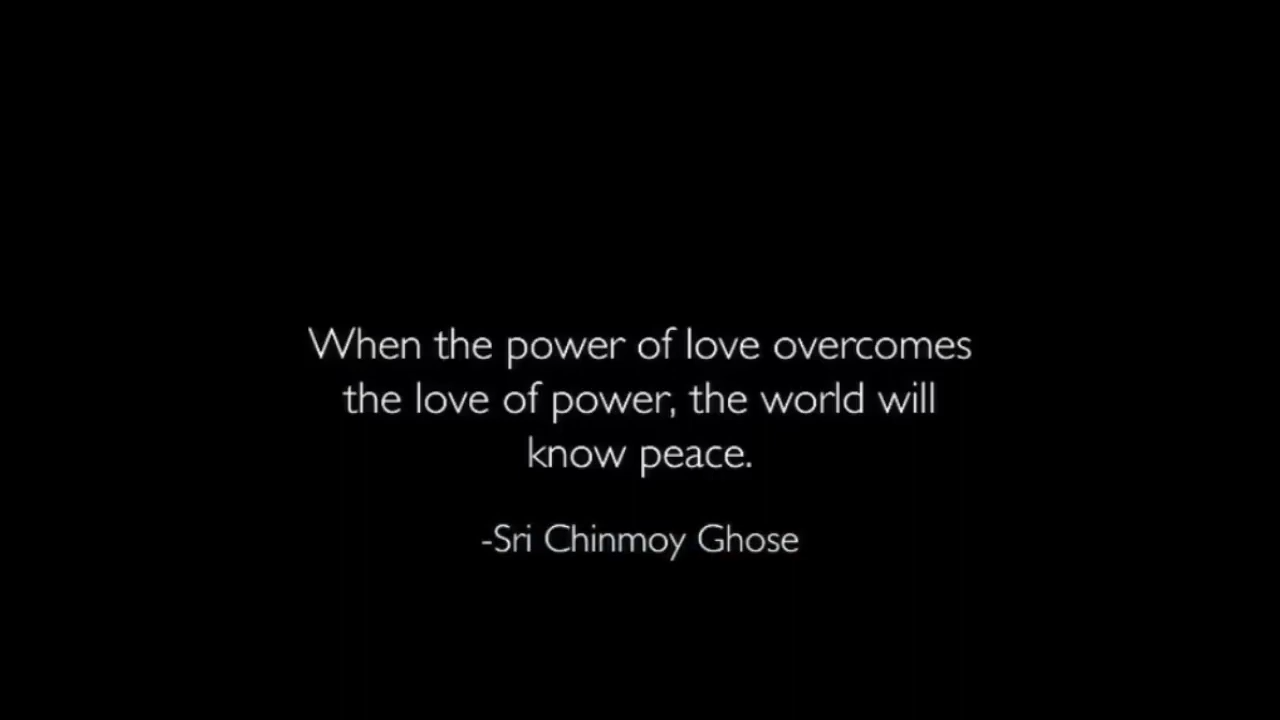 When the power of love overcomes
the love of power, the world will
know peace.
-Sri Chinmoy Ghose